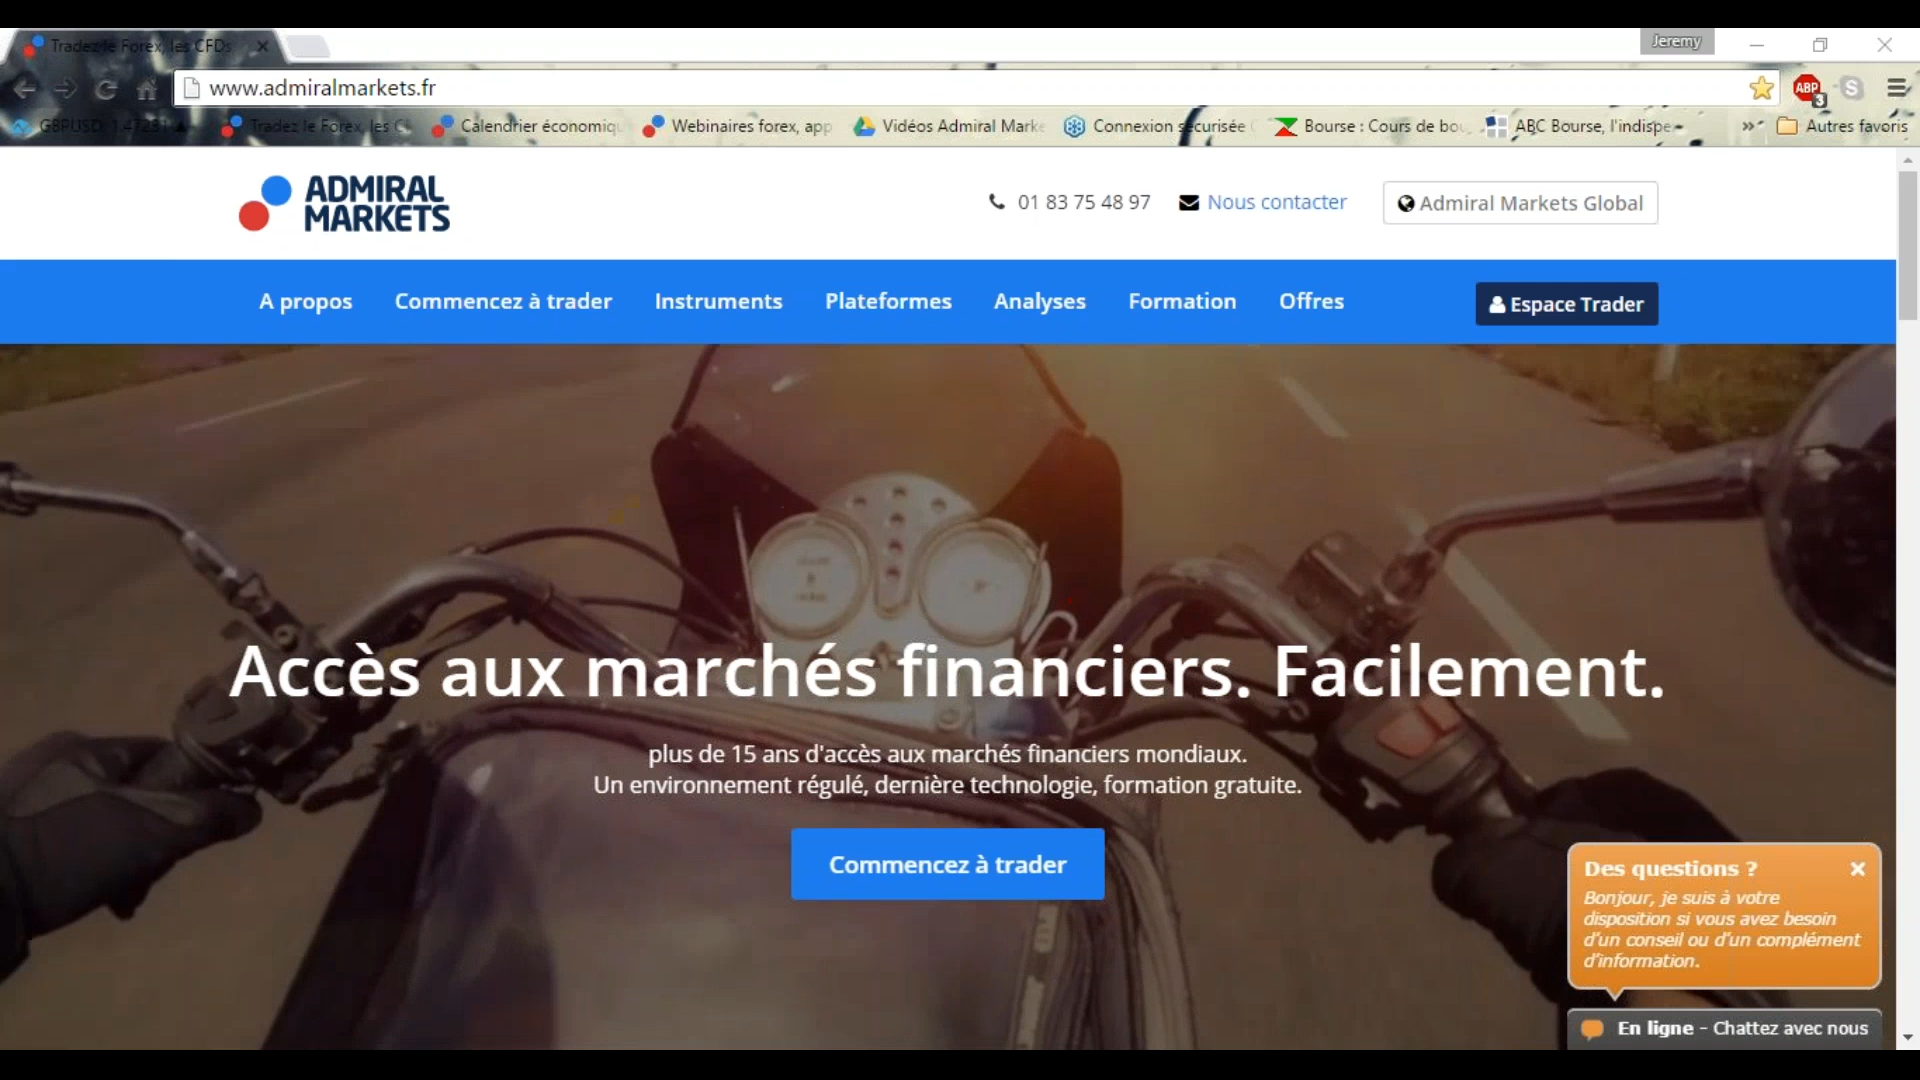 Tradez le Forex, les CFDs
Jeremy
www.admiralmarkets.fr
ABP
3
GBPUSD: 1.47231 ▲
Tradez le Forex, les C
Calendrier économiqu
Webinaires forex, app
Vidéos Admiral Marke
Connexion sécurisée
Bourse : Cours de bou
ABC Bourse, l'indispe
Autres favoris
ADMIRAL
MARKETS
01 83 75 48 97
Nous contacter
Admiral Markets Global
A propos
Commencez à trader
Instruments
Plateformes
Analyses
Formation
Offres
Espace Trader
Accès aux marchés financiers. Facilement.
plus de 15 ans d'accès aux marchés financiers mondiaux.
Un environnement régulé, dernière technologie, formation gratuite.
Commencez à trader
Des questions ?
Bonjour, je suis à votre
disposition si vous avez besoin
d'un conseil ou d'un complément
d'information.
En ligne - Chattez avec nous